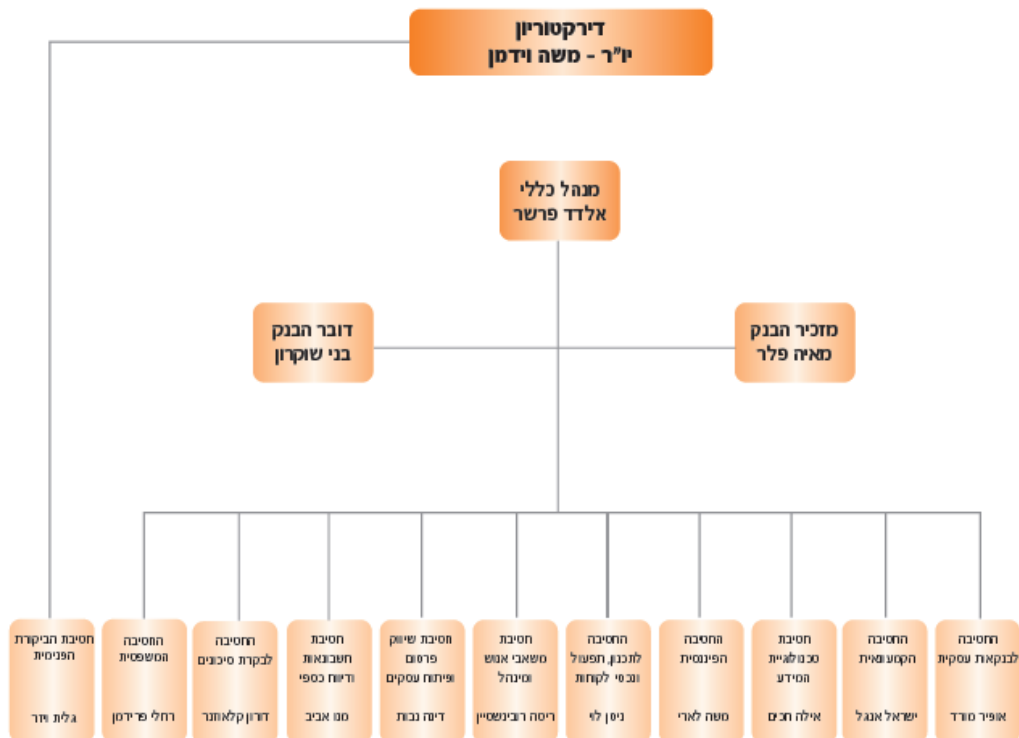 דירקטוריון
יו"ר - משה וידמן
מנהל כללי
אלדד פרשר
מזכיר הבנק
מאיה פלר
דובר הבנק
בני שוקרון
החטיבה
לבנקאות עסקית
אופיר מורד
החטיבה
הקמעונאית
ישראל אנגל
חטיבת
טכנולוגיית
המידע
אילה חכים
החטיבה
הפיננסית
משה לארי
החטיבה
לתכנון, תפעול
ונכסי לקוחות
ניסן לוי
חטיבת
משאבי אנוש
ומינהל
ריטה רובינשטיין
חטיבת שיווק
פרסום
ופיתוח עסקים
דינה נבות
חטיבת
חשבונאות
ודיווח כספי
מנו אביב
החטיבה
לבקרת סיכונים
דורון קלאוזנר
החטיבה
המשפטית
רחלי פרידמן
חטיבת הביקורת
הפנימית
גלית ויזר